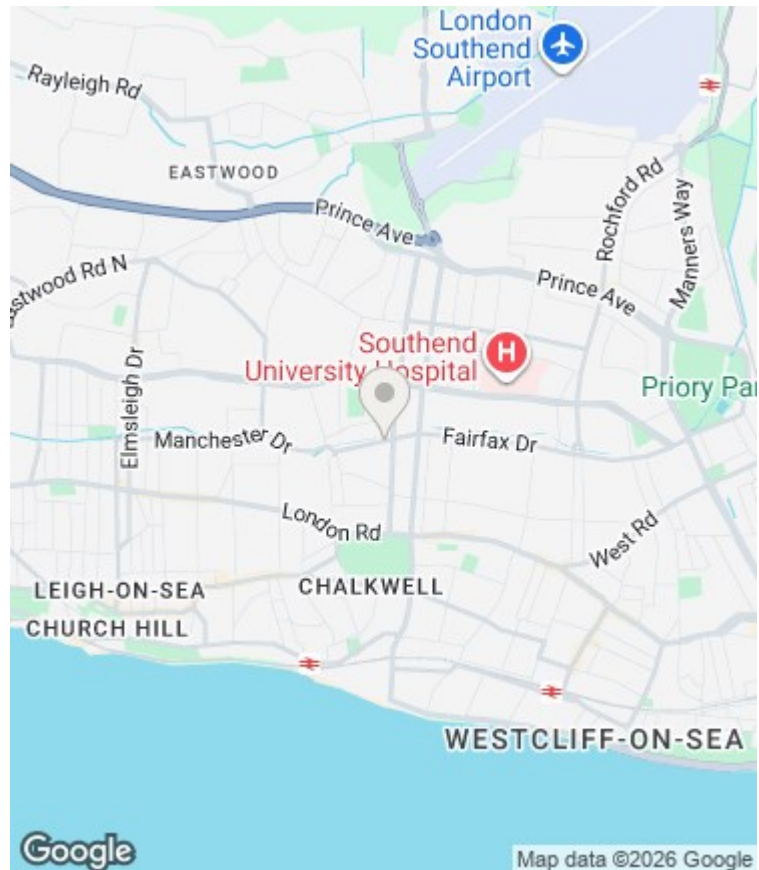 London
Southend
Airport
Rayleigh Rd
EASTWOOD
Prince Ave
Rochford Rd
Manners Way
Prince Ave
Eastwood Rd N
Elmsleigh Dr
Southend
University Hospital
H
Priory Par
Manchester Dr
Fairfax Dr
London Rd
West Rd
LEIGH-ON-SEA
CHALKWELL
CHURCH HILL
WESTCLIFF-ON-SEA
Google
Map data ©2026 Google